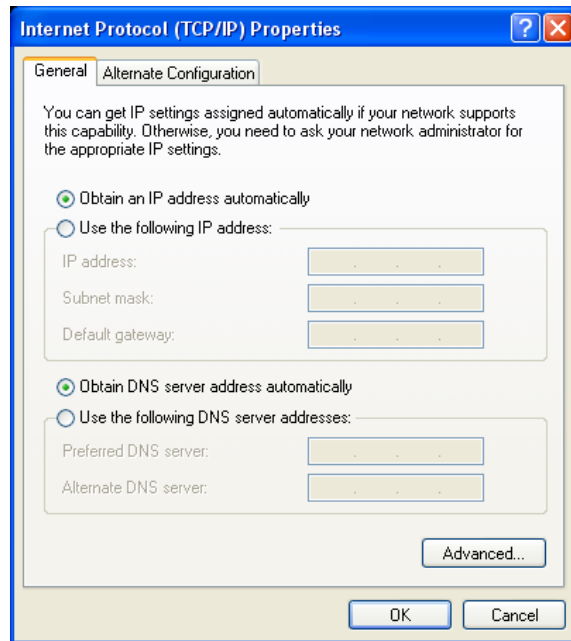 Internet Protocol (TCP/IP) Properties
General
Alternate Configuration
You can get IP settings assigned automatically if your network supports
this capability. Otherwise, you need to ask your network administrator for
the appropriate IP settings.
Obtain an IP address automatically
Use the following IP address:
IP address:
Subnet mask:
Default gateway:
Obtain DNS server address automatically
Use the following DNS server addresses:
Preferred DNS server:
Alternate DNS server:
Advanced...
OK
Cancel